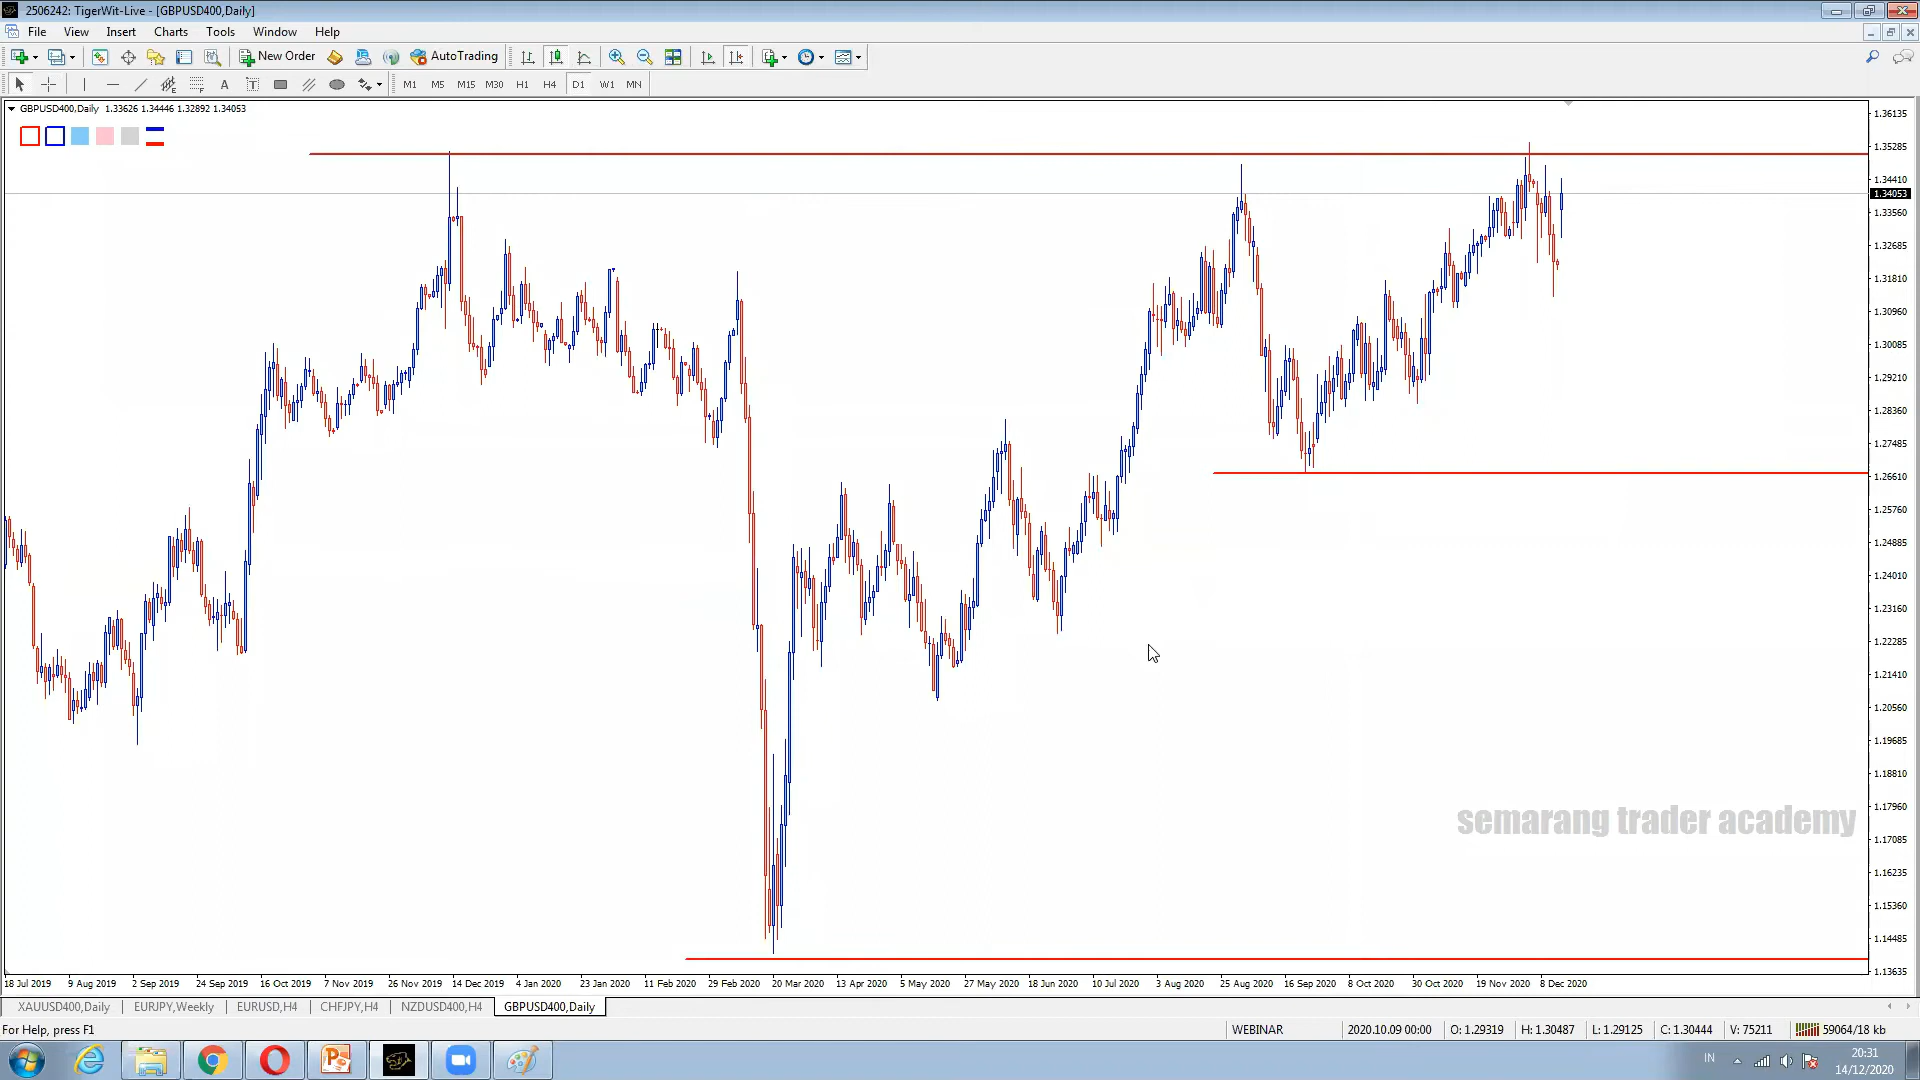 2506242: TigerWit-Live - [GBPUSD400,Daily]
File View Insert Charts Tools Window Help
New Order AutoTrading
A T M1 M5 M15 M30 H1 H4 D1 W1 MN
GBPUSD400,Daily 1.33626 1.34446 1.32892 1.34053
1.36135
1.35285
1.34410
1.34053
1.33560
1.32685
1.31810
1.30960
1.30085
1.29210
1.28360
1.27485
1.26610
1.25760
1.24885
1.24010
1.23160
1.22285
1.21410
1.20560
1.19685
1.18810
1.17960
semarang trader academy
1.17085
1.16235
1.15360
1.14485
1.13635
18 Jul 2019 9 Aug 2019 2 Sep 2019 24 Sep 2019 16 Oct 2019 7 Nov 2019 26 Nov 2019 14 Dec 2019 4 Jan 2020 23 Jan 2020 11 Feb 2020 29 Feb 2020 20 Mar 2020 13 Apr 2020 5 May 2020 27 May 2020 18 Jun 2020 10 Jul 2020 3 Aug 2020 25 Aug 2020 16 Sep 2020 8 Oct 2020 30 Oct 2020 19 Nov 2020 8 Dec 2020
XAUUSD400,Daily EURJPY,Weekly EURUSD,H4 CHFJPY,H4 NZDUSD400,H4 GBPUSD400,Daily
For Help, press F1 WEBINAR 2020.10.09 00:00 O: 1.29319 H: 1.30487 L: 1.29125 C: 1.30444 V: 75211 59064/18 kb
IN 20:31
14/12/2020